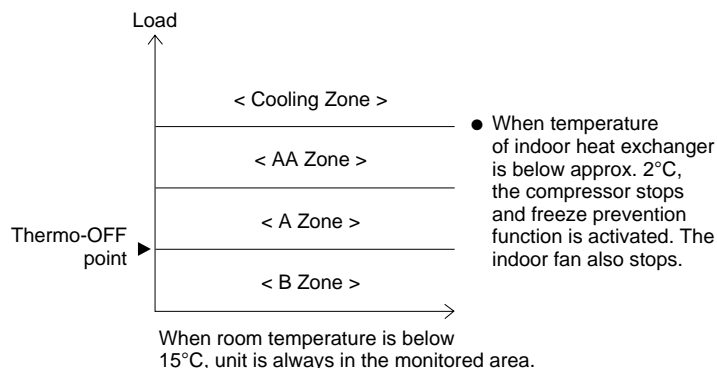 Load
< Cooling Zone >
< AA Zone >
< A Zone >
< B Zone >
Thermo-OFF
point
When room temperature is below
15°C, unit is always in the monitored area.
● When temperature
of indoor heat exchanger
is below approx. 2°C,
the compressor stops
and freeze prevention
function is activated. The
indoor fan also stops.